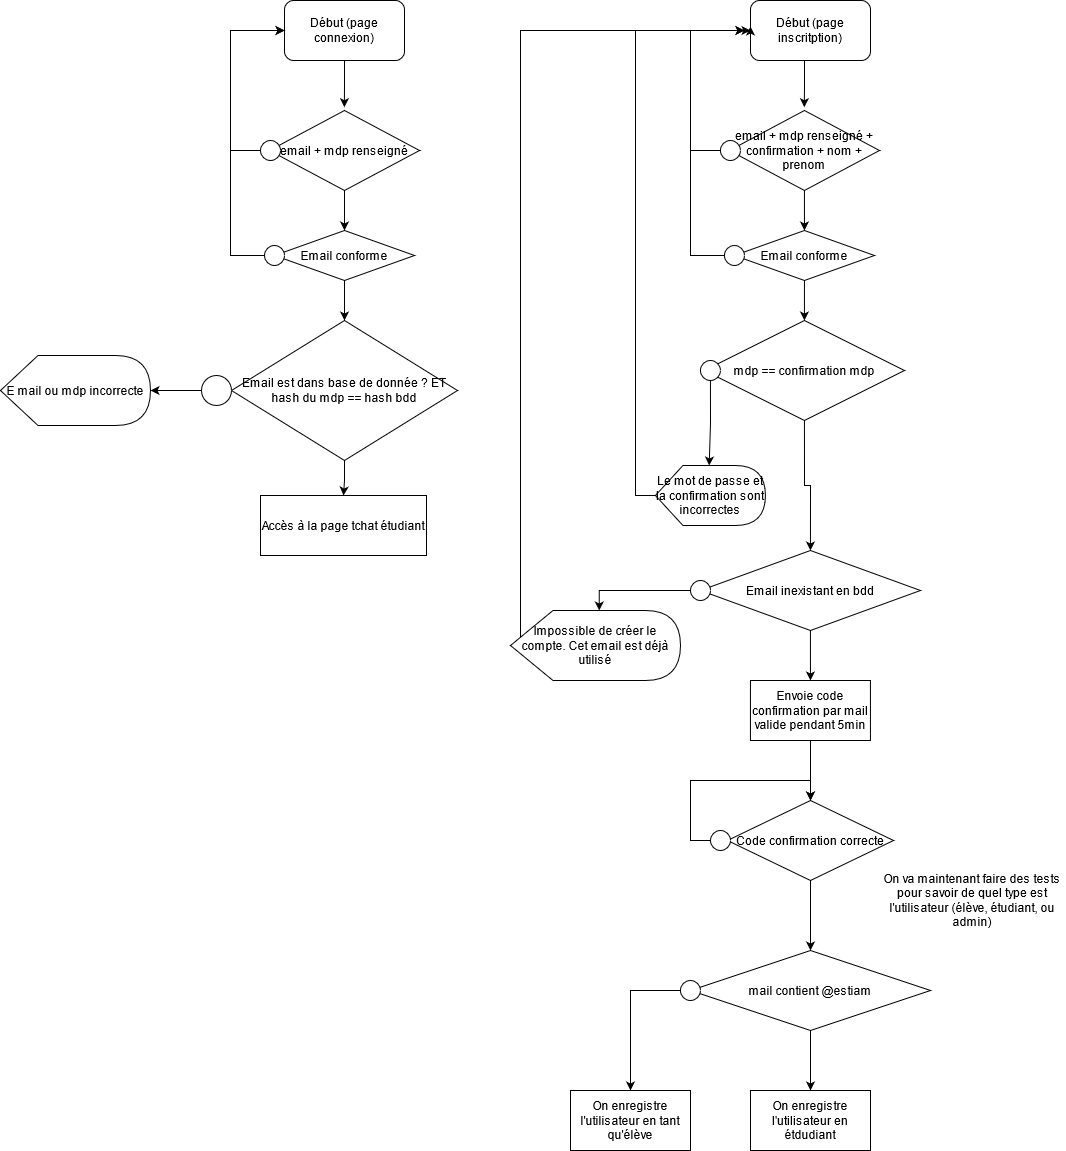 Début (page
connexion)
email + mdp renseigné
Email conforme
Email est dans base de donnée ? ET
hash du mdp == hash bdd
E mail ou mdp incorrecte
Accès à la page tchat étudiant
Début (page
inscritption)
email + mdp renseigné +
confirmation + nom +
prenom
Email conforme
mdp == confirmation mdp
Le mot de passe et
la confirmation sont
incorrectes
Email inexistant en bdd
Impossible de créer le
compte. Cet email est déjà
utilisé
Envoie code
confirmation par mail
valide pendant 5min
Code confirmation correcte
On va maintenant faire des tests
pour savoir de quel type est
l'utilisateur (élève, étudiant, ou
admin)
mail contient @estiam
On enregistre
l'utilisateur en tant
qu'élève
On enregistre
l'utilisateur en
étdudiant